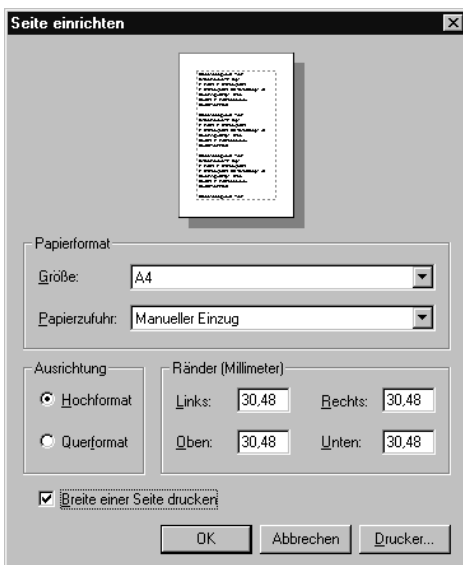 Seite einrichten
Papierformat
Größe: A4
Papierzufuhr: Manueller Einzug
Ausrichtung
Hochformat
Querformat
Ränder (Millimeter)
Links: 30,48 Rechts: 30,48
Oben: 30,48 Unten: 30,48
Breite einer Seite drucken
OK Abbrechen Drucker...